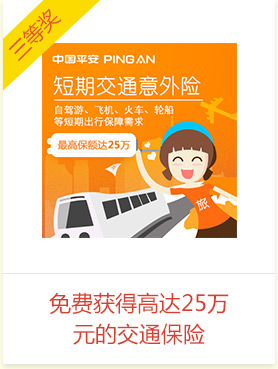 三等奖
中国平安 PING AN
短期交通意外险
自驾游、飞机、火车、轮船
等短期出行保障需求
最高保额达25万
旅
免费获得高达25万
元的交通保险